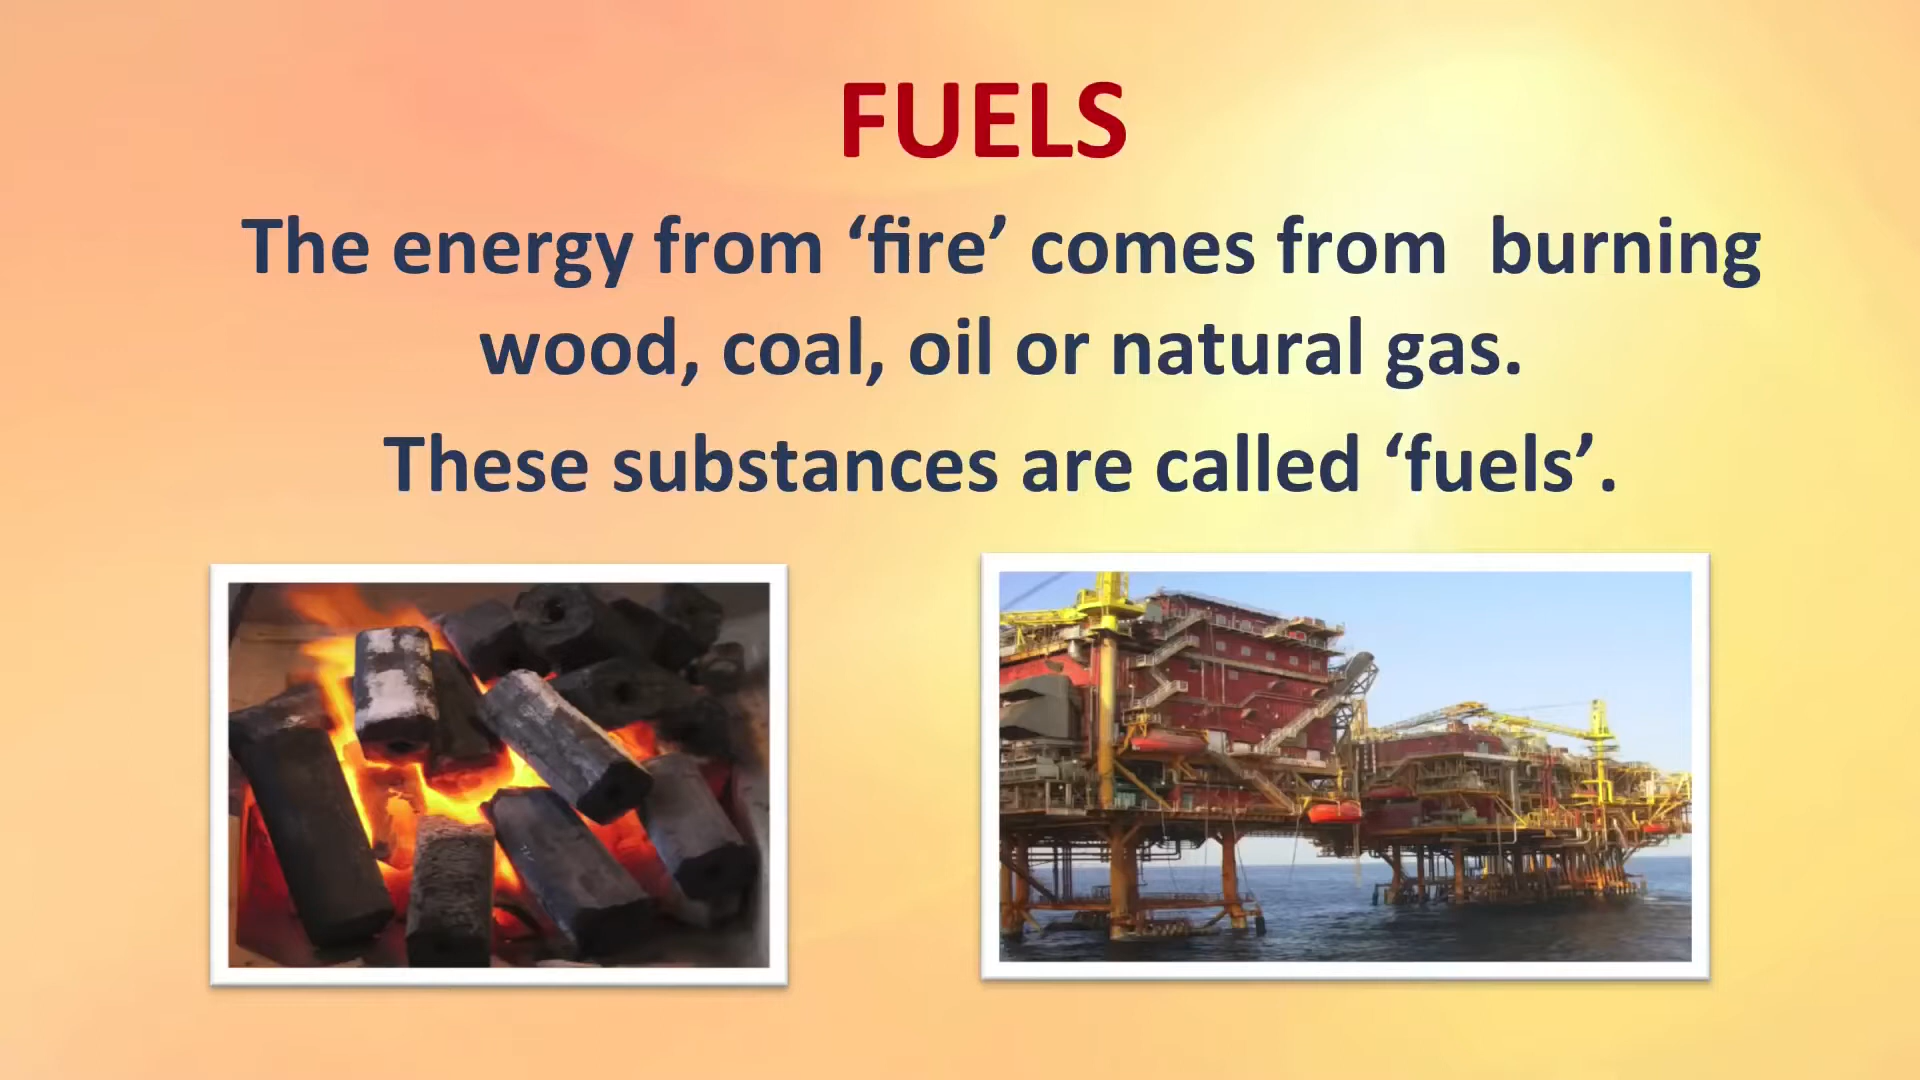 FUELS
The energy from ‘fire’ comes from  burning
wood, coal, oil or natural gas.
These substances are called ‘fuels’.